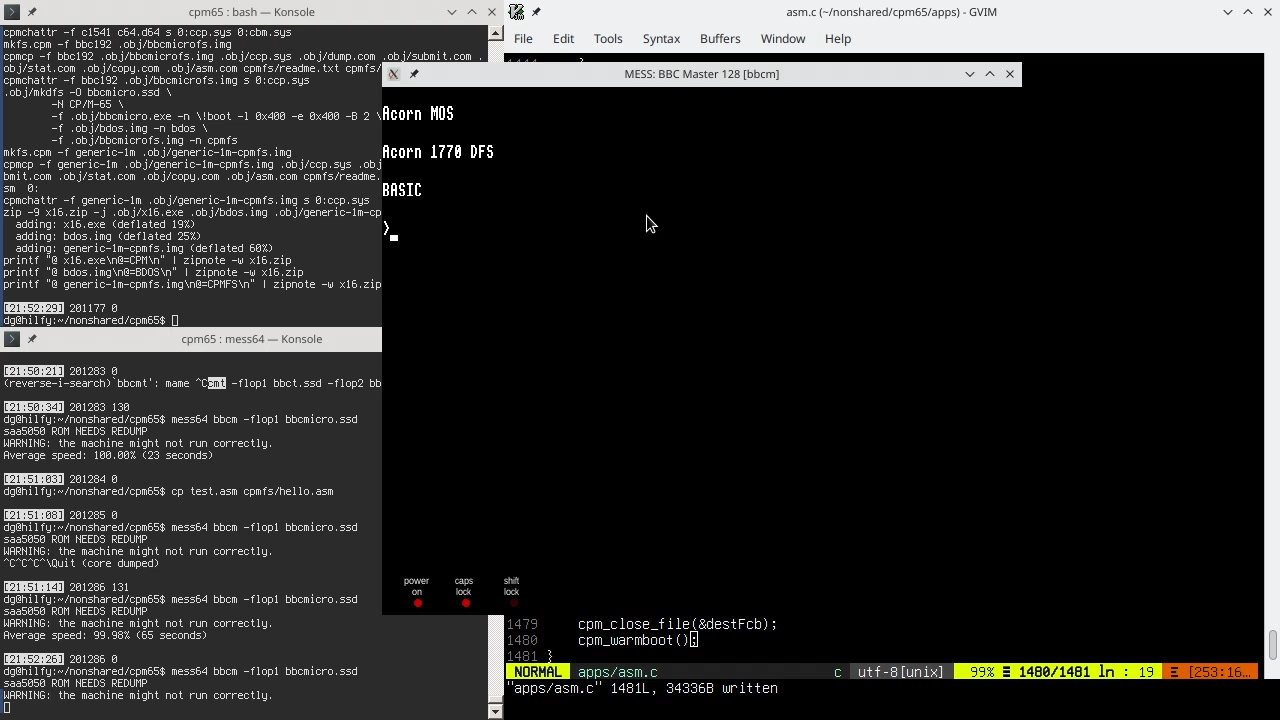 cpm65 : bash — Konsole
cpmchattr -f c1541 c64.d64 s 0:ccp.sys 0:cbm.sys
mkfs.cpm -f bbc192 .obj/bbcmicrofs.img
cpmcp -f bbc192 .obj/bbcmicrofs.img .obj/ccp.sys .obj/dump.com .obj/submit.com .
obj/stat.com .obj/copy.com .obj/asm.com cpmfs/readme.txt cpmfs/
cpmchattr -f bbc192 .obj/bbcmicrofs.img s 0:ccp.sys
.obj/mkdfs -O bbcmicro.ssd \
-N CP/M-65 \
-f .obj/bbcmicro.exe -n \!boot -l 0x400 -e 0x400 -B 2 \
-f .obj/bdos.img -n bdos \
-f .obj/bbcmicrofs.img -n cpmfs
mkfs.cpm -f generic-1m .obj/generic-1m-cpmfs.img
cpmcp -f generic-1m .obj/generic-1m-cpmfs.img .obj/ccp.sys .obj
bmit.com .obj/stat.com .obj/copy.com .obj/asm.com cpmfs/readme.
sm 0:
cpmchattr -f generic-1m .obj/generic-1m-cpmfs.img s 0:ccp.sys
zip -9 x16.zip -j .obj/x16.exe .obj/bdos.img .obj/generic-1m-cp
adding: x16.exe (deflated 19%)
adding: bdos.img (deflated 25%)
adding: generic-1m-cpmfs.img (deflated 60%)
printf "@ x16.exe\n@=CPM\n" | zipnote -w x16.zip
printf "@ bdos.img\n@=BDOS\n" | zipnote -w x16.zip
printf "@ generic-1m-cpmfs.img\n@=CPMFS\n" | zipnote -w x16.zip
[21:52:29] 201177 0
dg@hilfy:~/nonshared/cpm65$
cpm65 : mess64 — Konsole
[21:50:21] 201283 0
(reverse-i-search)`bbcmt': mame ^Ccmt -flop1 bbct.ssd -flop2 bb
[21:50:34] 201283 130
dg@hilfy:~/nonshared/cpm65$ mess64 bbcm -flop1 bbcmicro.ssd
saa5050 ROM NEEDS REDUMP
WARNING: the machine might not run correctly.
Average speed: 100.00% (23 seconds)
[21:51:03] 201284 0
dg@hilfy:~/nonshared/cpm65$ cp test.asm cpmfs/hello.asm
[21:51:08] 201285 0
dg@hilfy:~/nonshared/cpm65$ mess64 bbcm -flop1 bbcmicro.ssd
saa5050 ROM NEEDS REDUMP
WARNING: the machine might not run correctly.
^C^C^C^\Quit (core dumped)
[21:51:14] 201286 131
dg@hilfy:~/nonshared/cpm65$ mess64 bbcm -flop1 bbcmicro.ssd
saa5050 ROM NEEDS REDUMP
WARNING: the machine might not run correctly.
Average speed: 99.98% (65 seconds)
[21:52:26] 201286 0
dg@hilfy:~/nonshared/cpm65$ mess64 bbcm -flop1 bbcmicro.ssd
saa5050 ROM NEEDS REDUMP
WARNING: the machine might not run correctly.
asm.c (~/nonshared/cpm65/apps) - GVIM
File Edit Tools Syntax Buffers Window Help
MESS: BBC Master 128 [bbcm]
Acorn MOS
Acorn 1770 DFS
BASIC
>
power on
caps lock
shift lock
1479 cpm_close_file(&destFcb);
1480 cpm_warmboot();
1481 }
NORMAL apps/asm.c c utf-8[unix] 99% ≡ 1480/1481 ln : 19 Ξ [253:16…
"apps/asm.c" 1481L, 34336B written